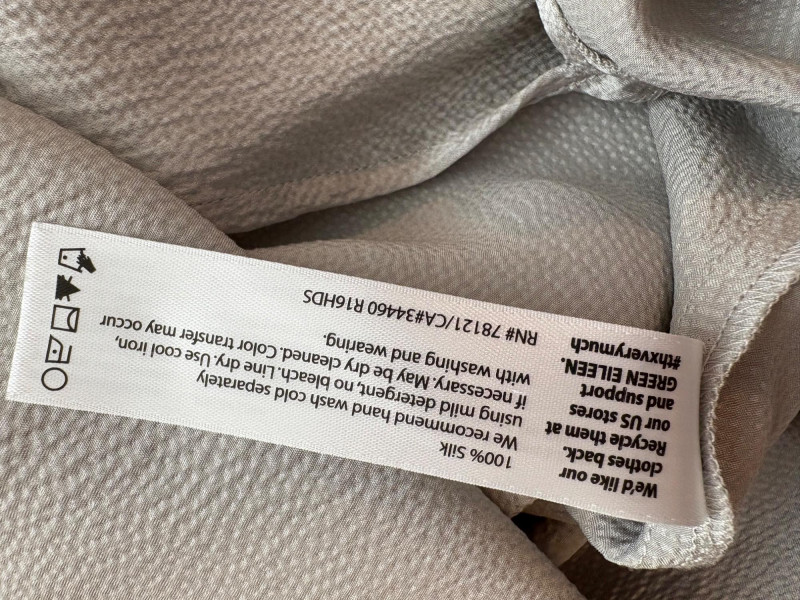 We'd like our
clothes back.
Recycle them at
our US stores
and support
GREEN EILEEN.
#thxverymuch
100% Silk
We recommend hand wash cold separately
using mild detergent, no bleach. Line dry. Use cool iron,
if necessary. May be dry cleaned. Color transfer may occur
with washing and wearing.
RN# 78121/CA#34460 R16HDS